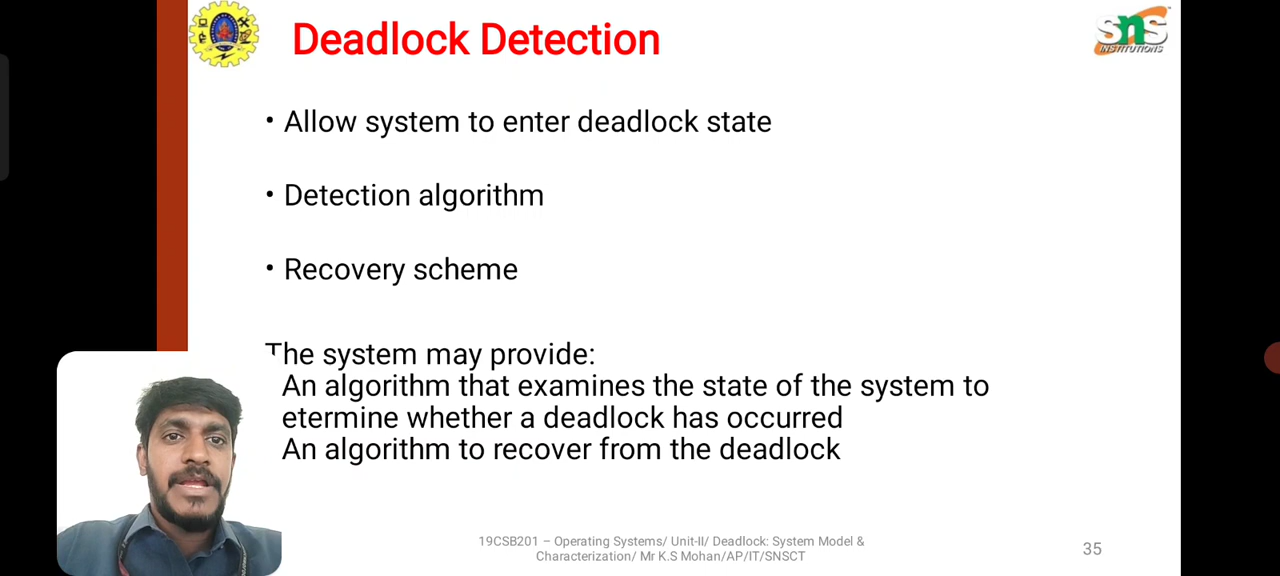 Deadlock Detection
SNS
INSTITUTIONS
• Allow system to enter deadlock state
• Detection algorithm
• Recovery scheme
The system may provide:
An algorithm that examines the state of the system to
etermine whether a deadlock has occurred
An algorithm to recover from the deadlock
19CSB201 – Operating Systems/ Unit-II/ Deadlock: System Model &
Characterization/ Mr K.S Mohan/AP/IT/SNSCT
35